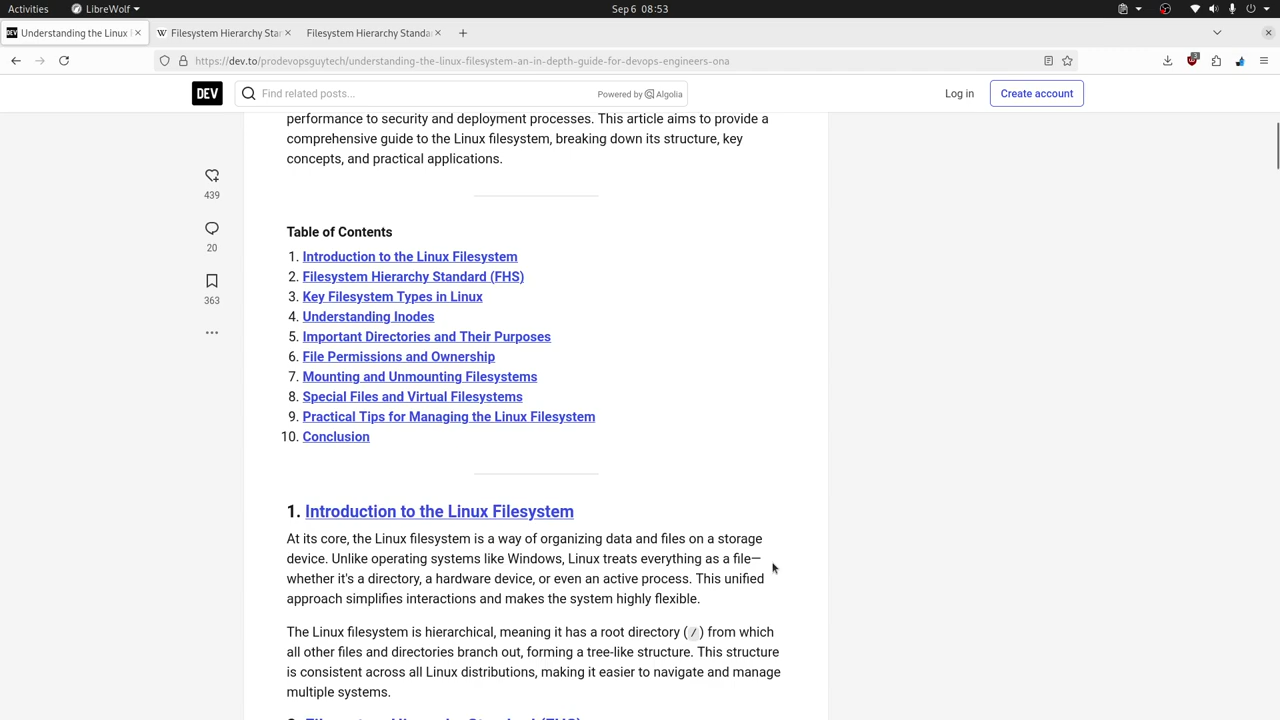 Activities
LibreWolf
Sep 6 08:53
DEV
Understanding the Linux
W
Filesystem Hierarchy Star
Filesystem Hierarchy Standa
https://dev.to/prodevopsguytech/understanding-the-linux-filesystem-an-in-depth-guide-for-devops-engineers-ona
3
DEV
Find related posts...
Powered by Algolia
Log in
Create account
performance to security and deployment processes. This article aims to provide a
comprehensive guide to the Linux filesystem, breaking down its structure, key
concepts, and practical applications.
439
20
363
Table of Contents
1. Introduction to the Linux Filesystem
2. Filesystem Hierarchy Standard (FHS)
3. Key Filesystem Types in Linux
4. Understanding Inodes
5. Important Directories and Their Purposes
6. File Permissions and Ownership
7. Mounting and Unmounting Filesystems
8. Special Files and Virtual Filesystems
9. Practical Tips for Managing the Linux Filesystem
10. Conclusion
1. Introduction to the Linux Filesystem
At its core, the Linux filesystem is a way of organizing data and files on a storage
device. Unlike operating systems like Windows, Linux treats everything as a file—
whether it's a directory, a hardware device, or even an active process. This unified
approach simplifies interactions and makes the system highly flexible.
The Linux filesystem is hierarchical, meaning it has a root directory (/) from which
all other files and directories branch out, forming a tree-like structure. This structure
is consistent across all Linux distributions, making it easier to navigate and manage
multiple systems.